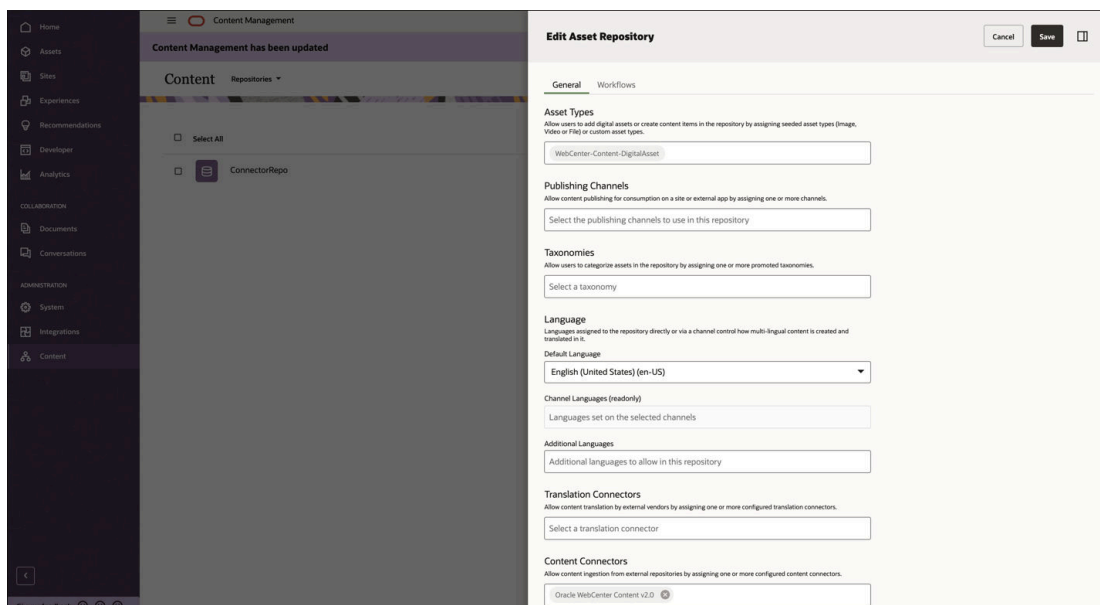 Home
Assets
Sites
Experiences
Recommendations
Developer
Analytics
COLLABORATION
Documents
Conversations
ADMINISTRATION
System
Integrations
Content
Content Management
Content Management has been updated
Content Repositories
Select All
ConnectorRepo
Edit Asset Repository
Cancel
Save
General Workflows
Asset Types
Allow users to add digital assets or create content items in the repository by assigning seeded asset types (Image,
Video or File) or custom asset types.
WebCenter-Content-DigitalAsset
Publishing Channels
Allow content publishing for consumption on a site or external app by assigning one or more channels.
Select the publishing channels to use in this repository
Taxonomies
Allow users to categorize assets in the repository by assigning one or more promoted taxonomies.
Select a taxonomy
Language
Languages assigned to the repository directly or via a channel control how multi-lingual content is created and
translated in it.
Default Language
English (United States) (en-US)
Channel Languages (readonly)
Languages set on the selected channels
Additional Languages
Additional languages to allow in this repository
Translation Connectors
Allow content translation by external vendors by assigning one or more configured translation connectors.
Select a translation connector
Content Connectors
Allow content ingestion from external repositories by assigning one or more configured content connectors.
Oracle WebCenter Content v2.0